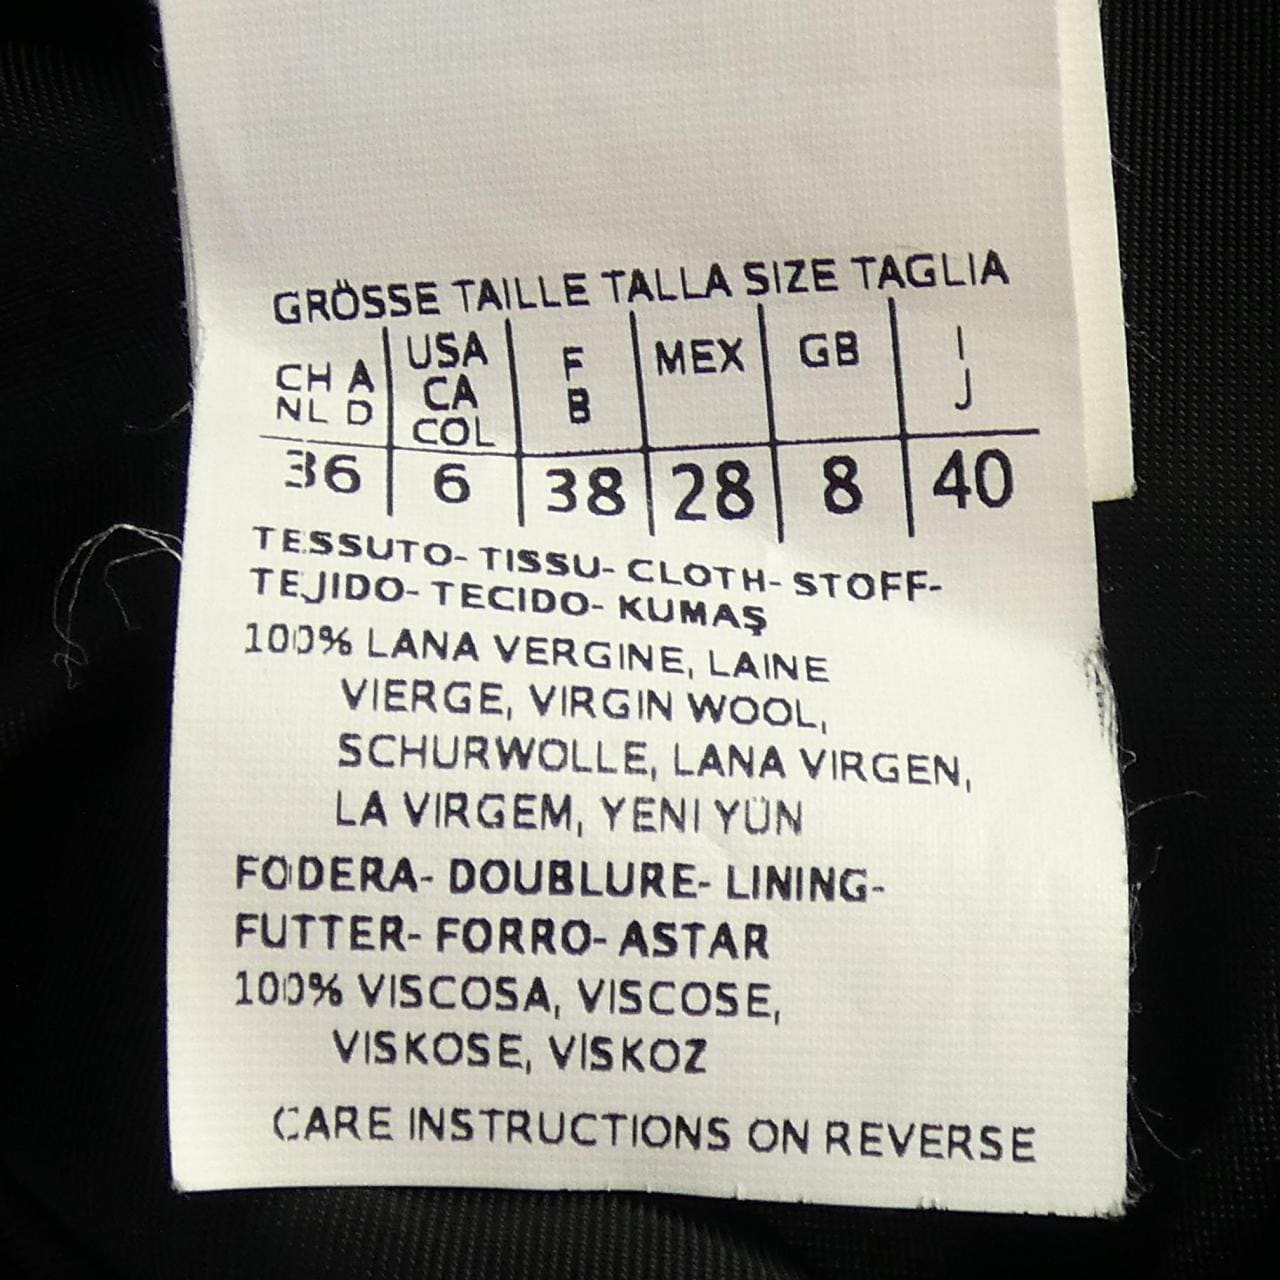 GRÖSSE TAILLE TALLA SIZE TAGLIA
CH A NL D | USA CA COL | F B | MEX | GB | I J
36 | 6 | 38 | 28 | 8 | 40
TESSUTO- TISSU- CLOTH- STOFF-
TEJIDO- TECIDO- KUMAŞ
100% LANA VERGINE, LAINE
VIERGE, VIRGIN WOOL,
SCHURWOLLE, LANA VIRGEN,
LA VIRGEM, YENI YÜN
FODERA- DOUBLURE- LINING-
FUTTER- FORRO- ASTAR
100% VISCOSA, VISCOSE,
VISKOSE, VISKOZ
CARE INSTRUCTIONS ON REVERSE